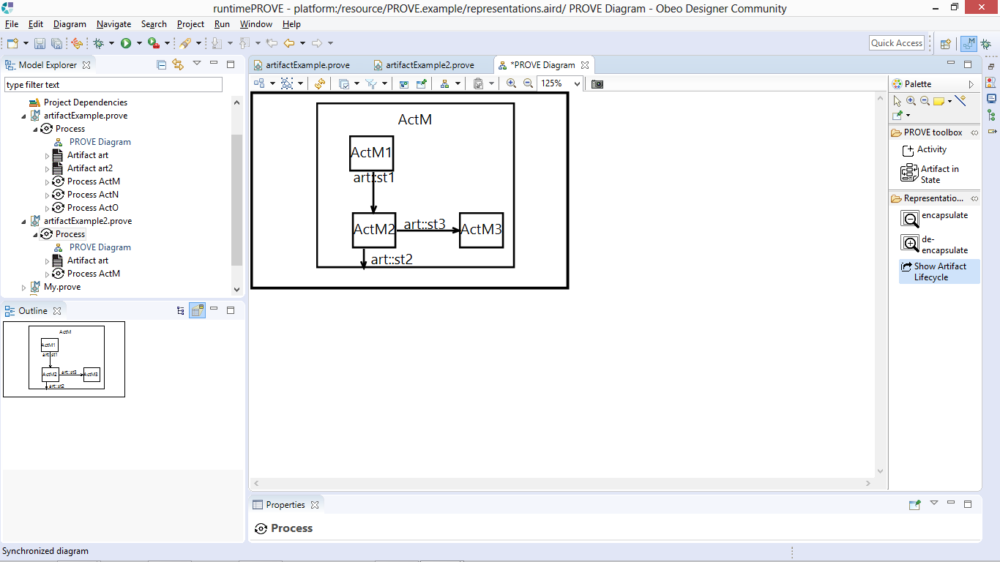 runtimePROVE - platform:/resource/PROVE.example/representations.aird/ PROVE Diagram - Obeo Designer Community
File Edit Diagram Navigate Search Project Run Window Help
Quick Access
Model Explorer
type filter text
Project Dependencies
artifactExample.prove
Process
PROVE Diagram
Artifact art
Artifact art2
Process ActM
Process ActN
Process ActO
artifactExample2.prove
Process
PROVE Diagram
Artifact art
Process ActM
My.prove
Outline
ActM
ActM1
art::st1
ActM2 art::st3 ActM3
art::st2
artifactExample.prove artifactExample2.prove *PROVE Diagram
125%
ActM
ActM1
art::st1
ActM2 art::st3 ActM3
art::st2
Palette
PROVE toolbox
Activity
Artifact in
State
Representatio...
encapsulate
de-
encapsulate
Show Artifact
Lifecycle
Properties
Process
Synchronized diagram